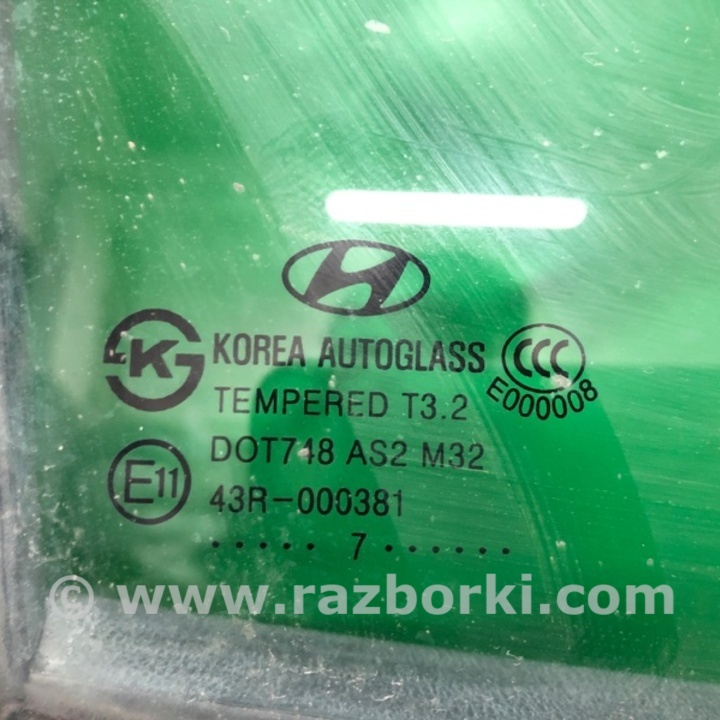 KOREA AUTOGLASS
CCC
E000008
TEMPERED T3.2
DOT748 AS2 M32
E11
43R-000381
..... 7 ......
© www.razborki.com